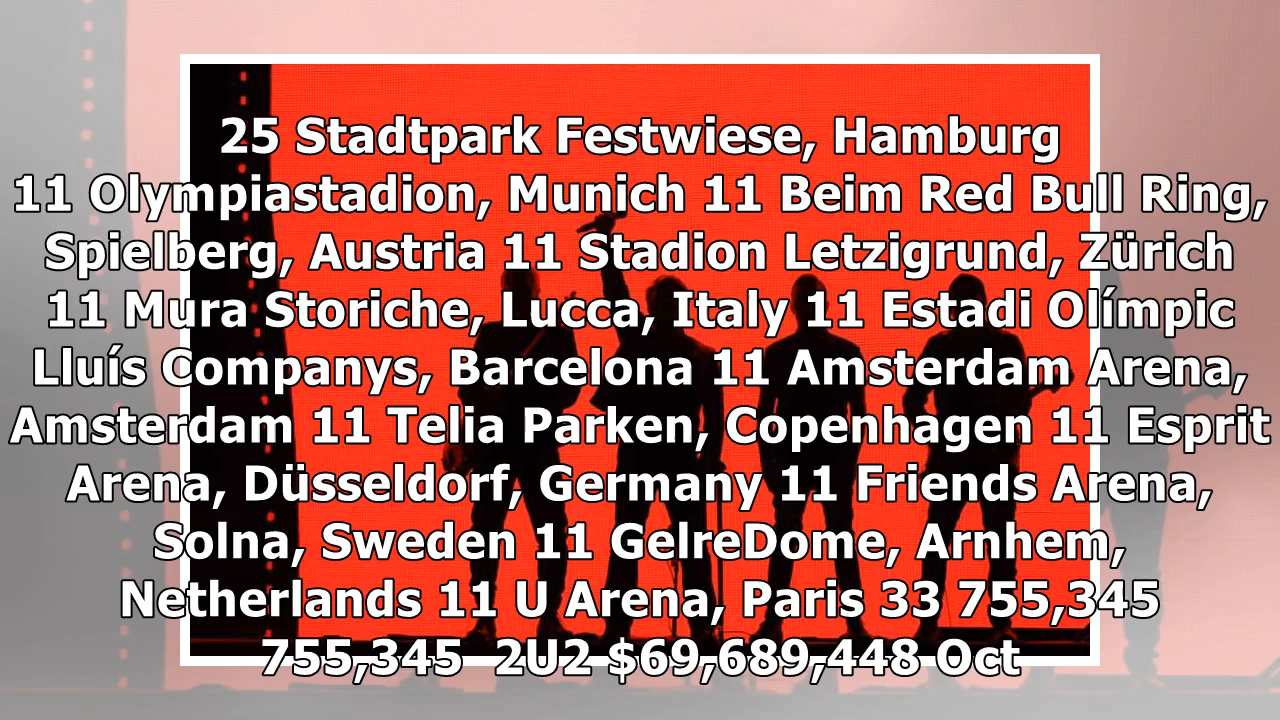 25 Stadtpark Festwiese, Hamburg
11 Olympiastadion, Munich 11 Beim Red Bull Ring,
Spielberg, Austria 11 Stadion Letzigrund, Zürich
11 Mura Storiche, Lucca, Italy 11 Estadi Olímpic
Lluís Companys, Barcelona 11 Amsterdam Arena,
Amsterdam 11 Telia Parken, Copenhagen 11 Esprit
Arena, Düsseldorf, Germany 11 Friends Arena,
Solna, Sweden 11 GelreDome, Arnhem,
Netherlands 11 U Arena, Paris 33 755,345
755,345 2U2 $69,689,448 Oct